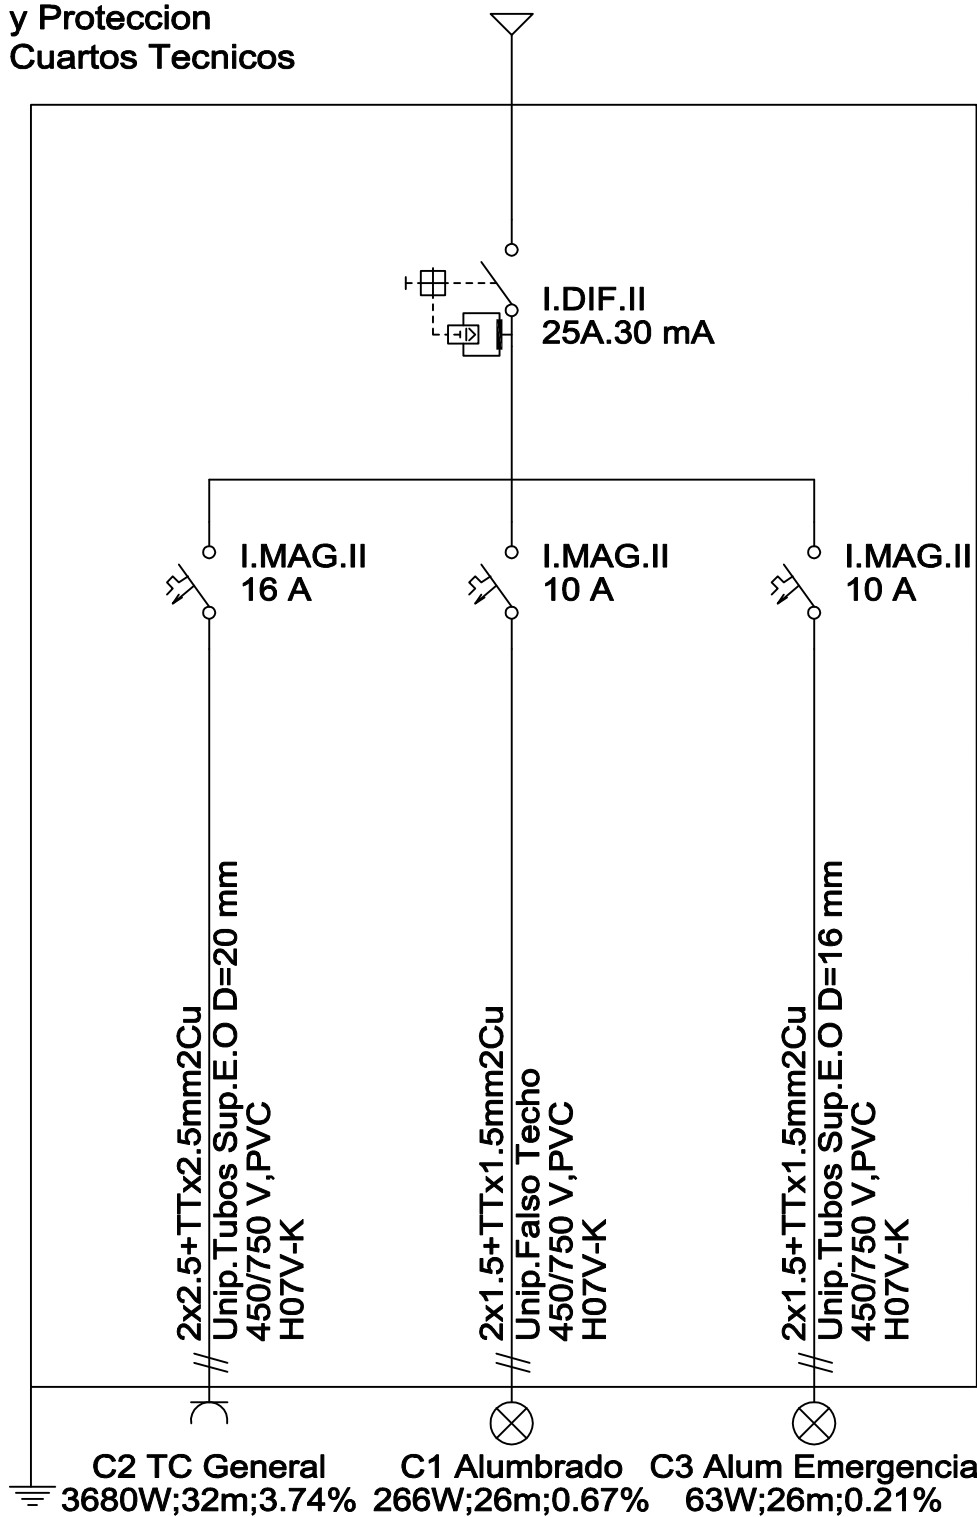 y Proteccion
Cuartos Tecnicos
I.DIF.II
25A.30 mA
I.MAG.II
16 A
I.MAG.II
10 A
I.MAG.II
10 A
2x2.5+TTx2.5mm2Cu
Unip.Tubos Sup.E.O D=20 mm
450/750 V,PVC
H07V-K
2x1.5+TTx1.5mm2Cu
Unip.Falso Techo
450/750 V,PVC
H07V-K
2x1.5+TTx1.5mm2Cu
Unip.Tubos Sup.E.O D=16 mm
450/750 V,PVC
H07V-K
C2 TC General
3680W;32m;3.74%
C1 Alumbrado
266W;26m;0.67%
C3 Alum Emergencia
63W;26m;0.21%